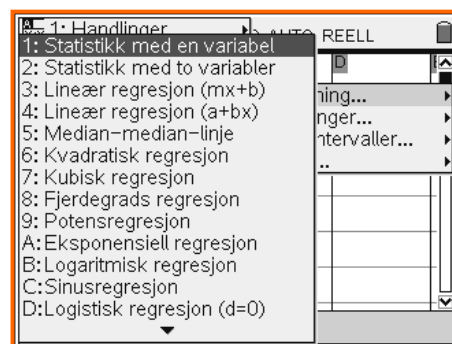 1: Handlinger
AUTO REELL
1: Statistikk med en variabel
2: Statistikk med to variabler
3: Lineær regresjon (mx+b)
4: Lineær regresjon (a+bx)
5: Median-median-linje
6: Kvadratisk regresjon
7: Kubisk regresjon
8: Fjerdegrads regresjon
9: Potensregresjon
A:Eksponensiell regresjon
B:Logaritmisk regresjon
C:Sinusregresjon
D:Logistisk regresjon (d=0)
D
ning...
nger...
ntervaller...
..